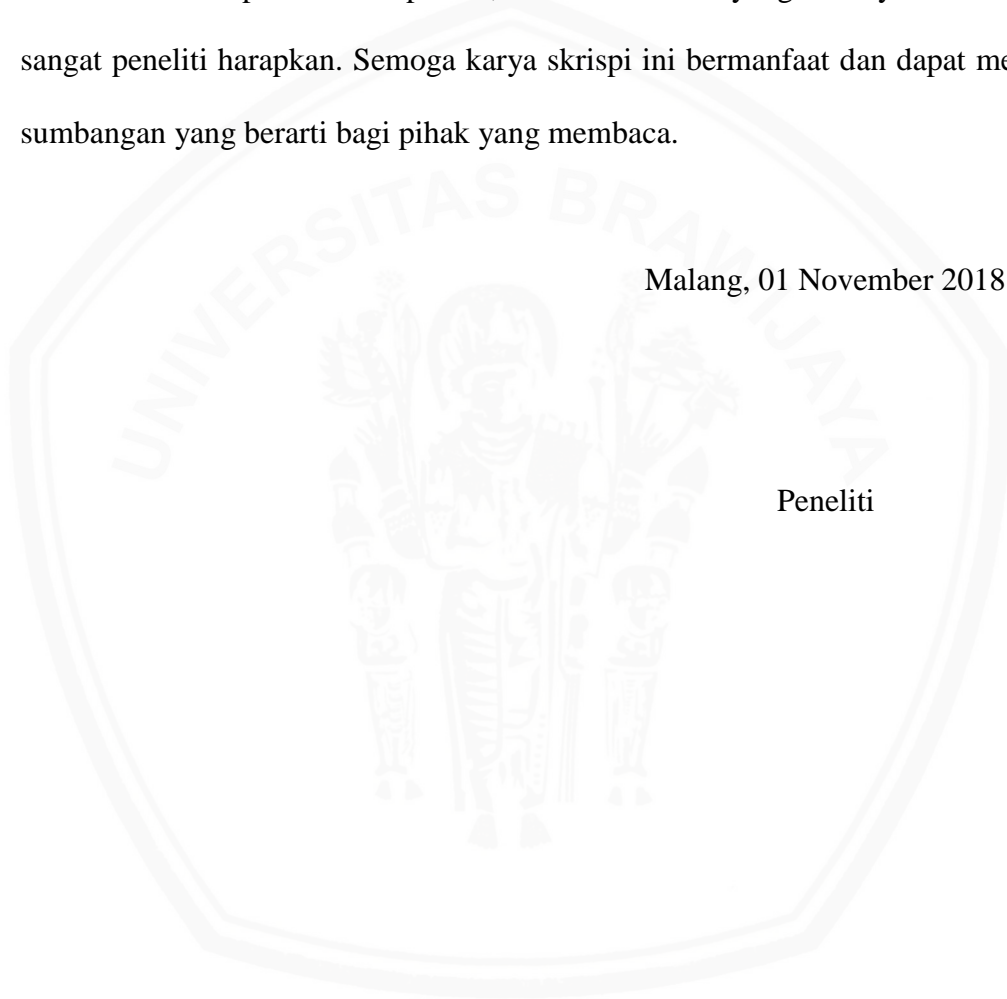 sangat peneliti harapkan. Semoga karya skrispi ini bermanfaat dan dapat me
sumbangan yang berarti bagi pihak yang membaca.
UNIVERSITAS BRAWIJAYA
Malang, 01 November 2018
Peneliti